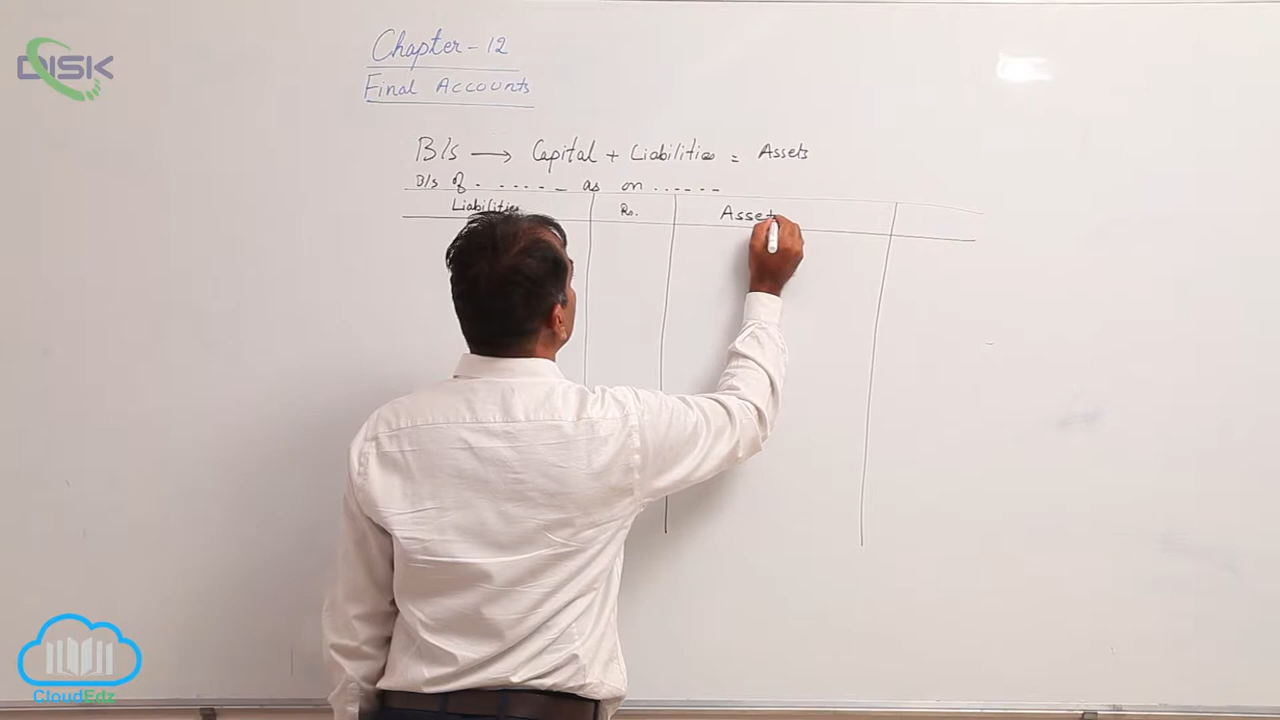 DISK
Chapter-12
Final Accounts
B/s → Capital + Liabilities = Assets
B/s of - - - - - - - as on - - - - - -
Liabilities Rs. Assets
CloudEdz